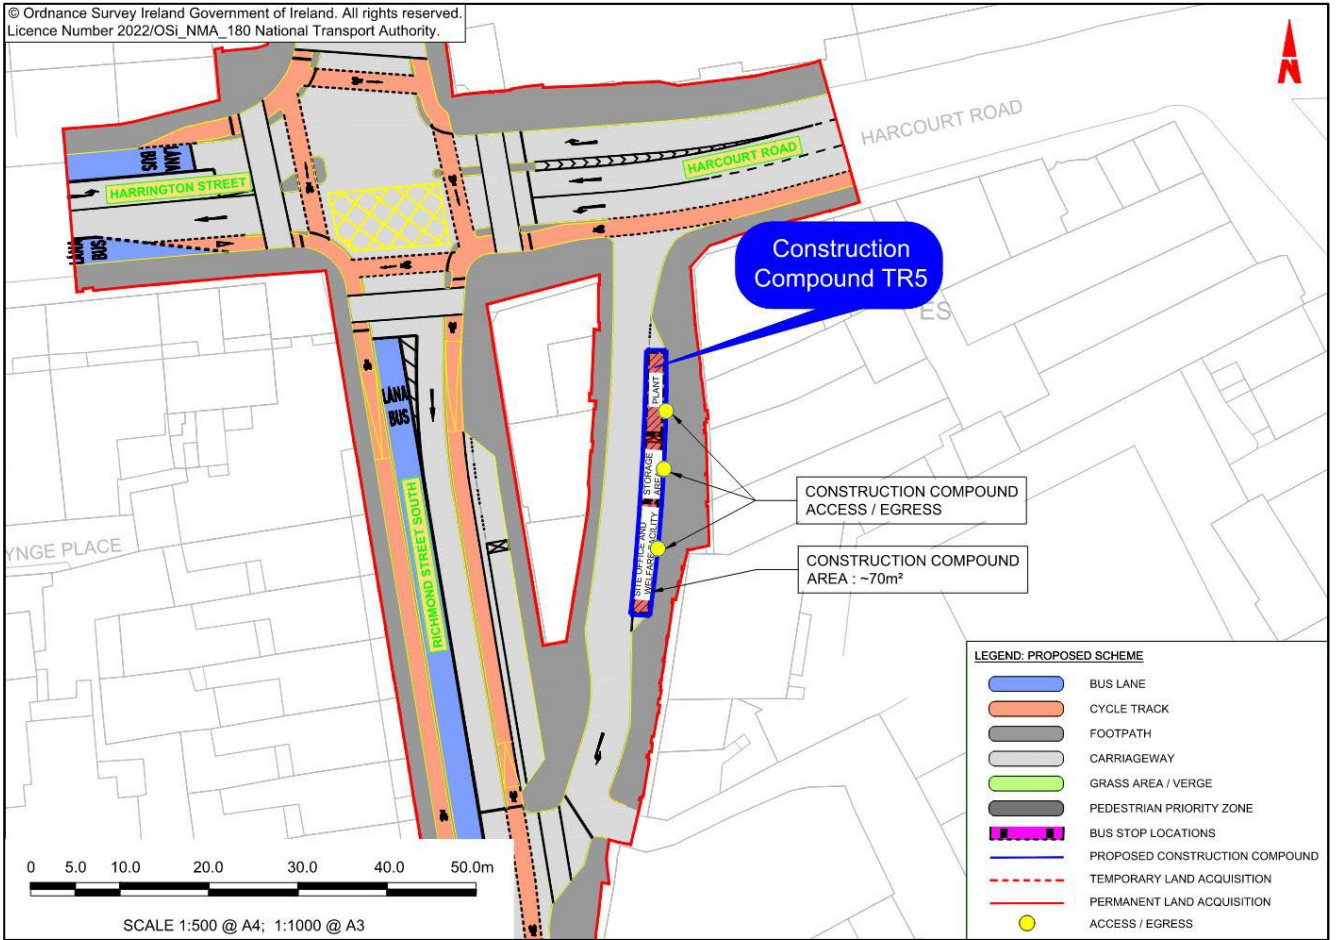 © Ordnance Survey Ireland Government of Ireland. All rights reserved.
Licence Number 2022/OSi_NMA_180 National Transport Authority.
N
HARCOURT ROAD
HARCOURT ROAD
LÁNA
BUS
HARRINGTON STREET
LÁNA
BUS
Construction
Compound TR5
ES
PLANT
LÁNA
BUS
STORAGE
AREA
CONSTRUCTION COMPOUND
ACCESS / EGRESS
SITE OFFICE AND
WELFARE FACILITY
RICHMOND STREET SOUTH
YNGE PLACE
CONSTRUCTION COMPOUND
AREA : ~70m²
LEGEND: PROPOSED SCHEME
BUS LANE
CYCLE TRACK
FOOTPATH
CARRIAGEWAY
GRASS AREA / VERGE
PEDESTRIAN PRIORITY ZONE
BUS STOP LOCATIONS
PROPOSED CONSTRUCTION COMPOUND
TEMPORARY LAND ACQUISITION
PERMANENT LAND ACQUISITION
ACCESS / EGRESS
0 5.0 10.0 20.0 30.0 40.0 50.0m
SCALE 1:500 @ A4; 1:1000 @ A3